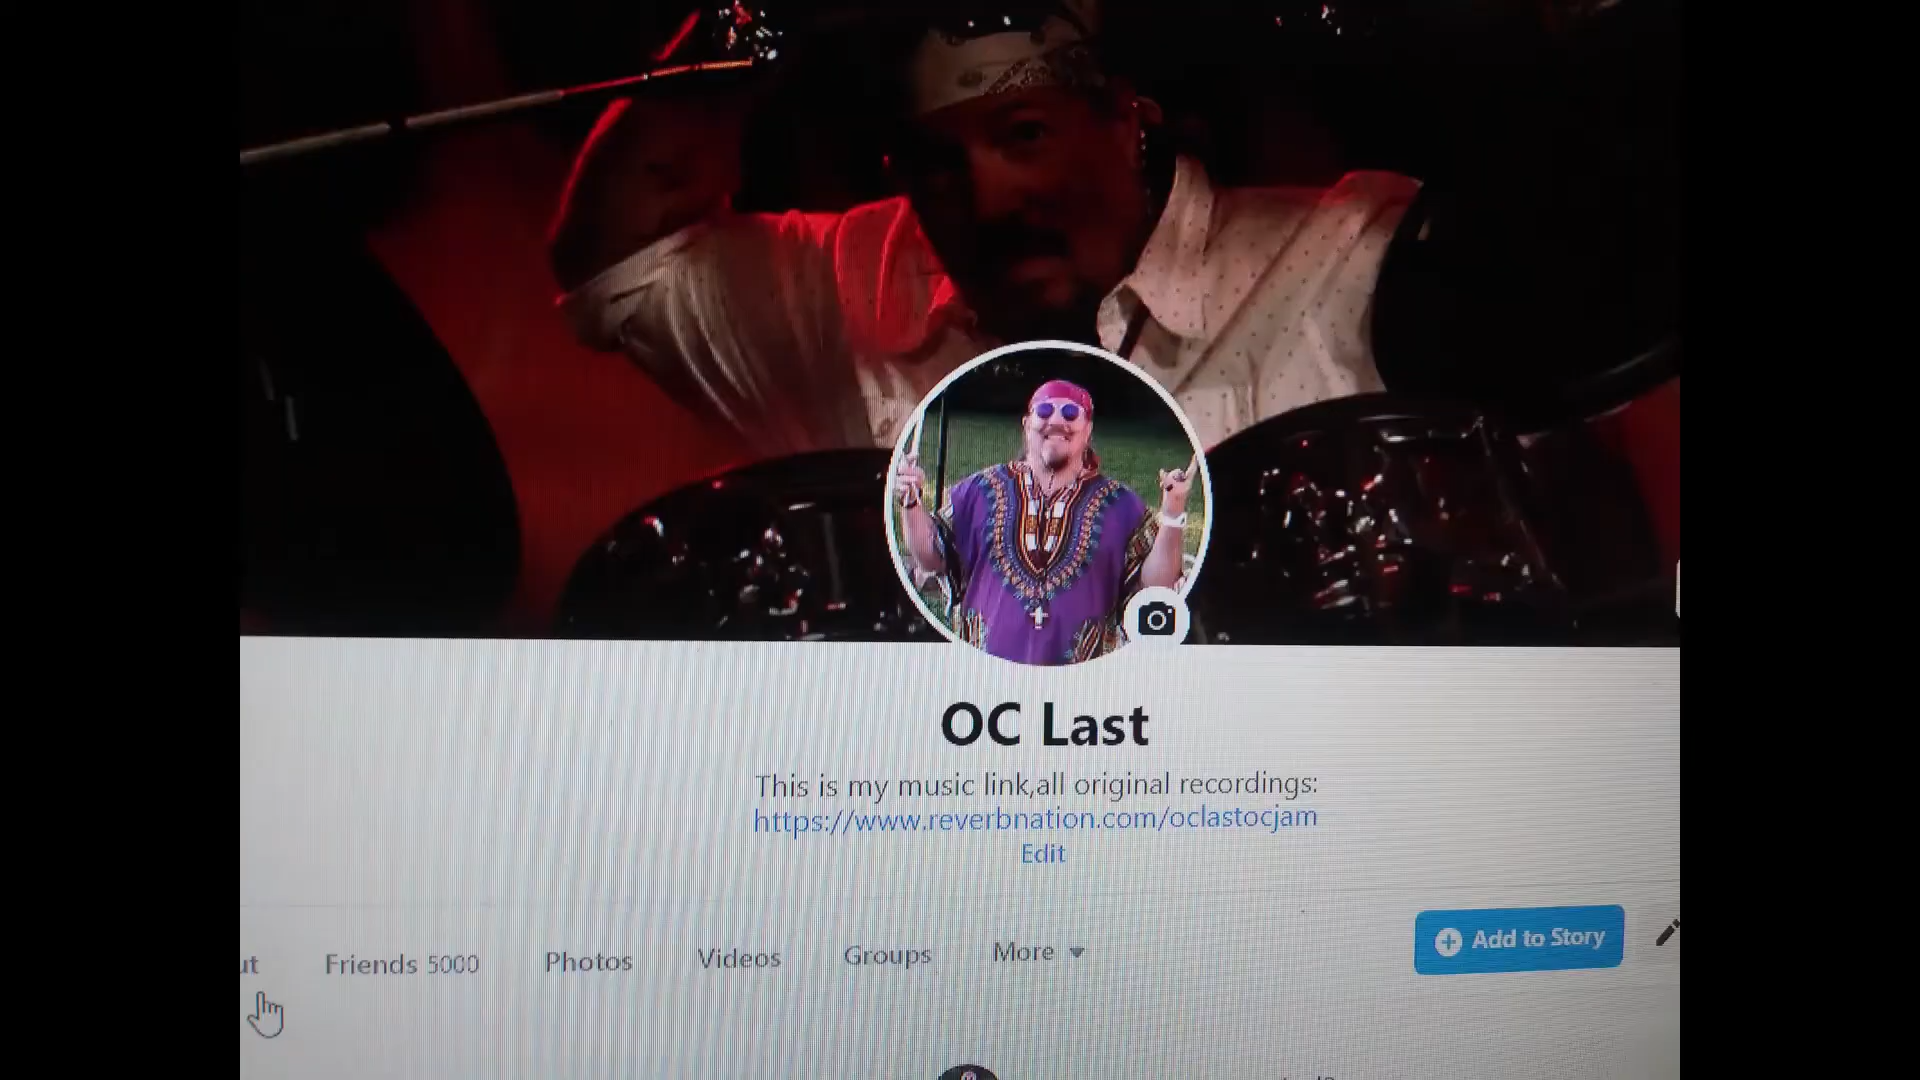 OC Last
This is my music link,all original recordings:
https://www.reverbnation.com/oclastocjam
Edit
ut Friends 5000 Photos Videos Groups More
Add to Story